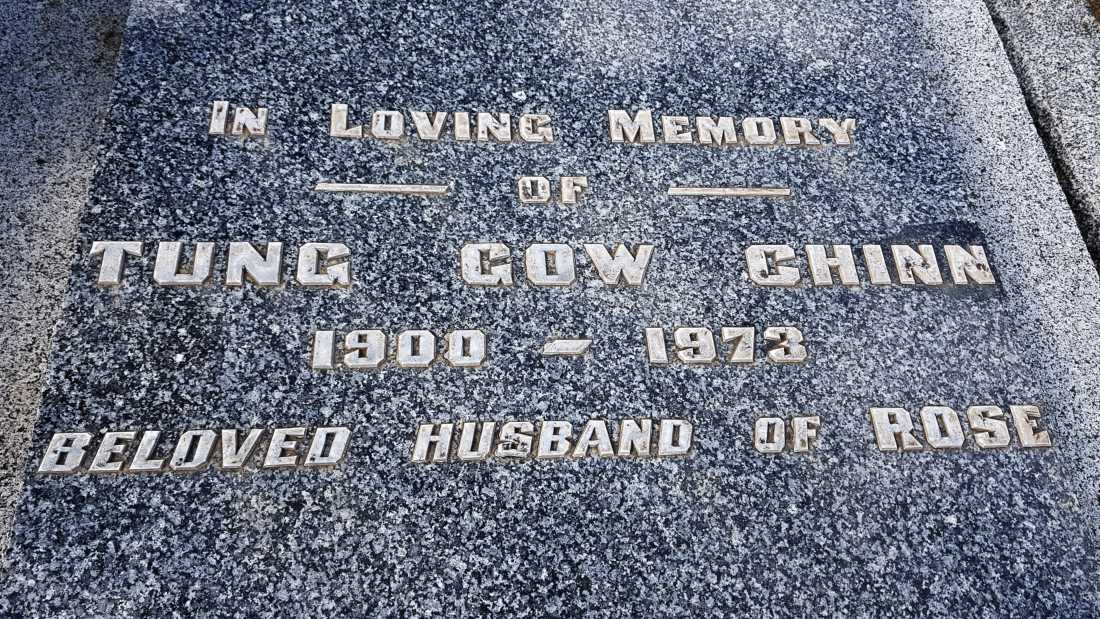 IN LOVING MEMORY
— OF —
TUNG GOW CHINN
1900 - 1973
BELOVED HUSBAND OF ROSE